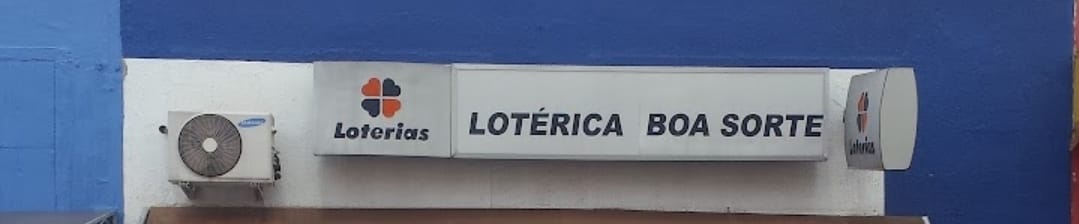 SAMSUNG
Loterias
LOTÉRICA BOA SORTE
Loterias